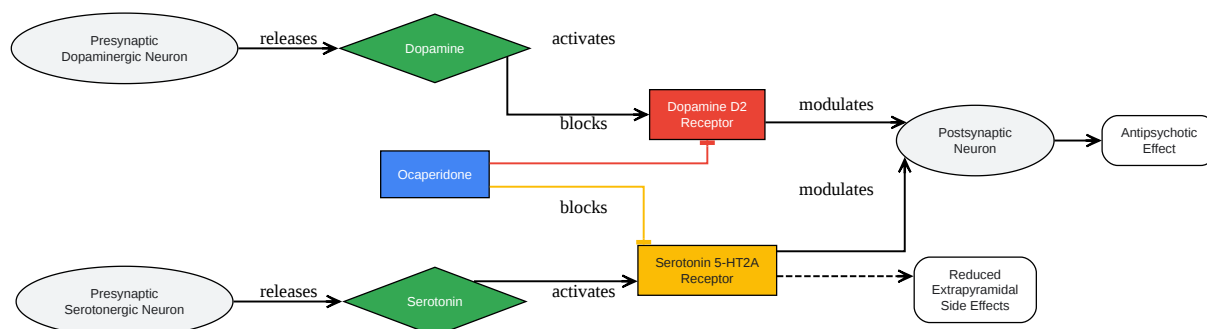 Presynaptic
Dopaminergic Neuron
releases
Dopamine
activates
blocks
Dopamine D2
Receptor
modulates
Postsynaptic
Neuron
Antipsychotic
Effect
Ocaperidone
blocks
modulates
Presynaptic
Serotonergic Neuron
releases
Serotonin
activates
Serotonin 5-HT2A
Receptor
Reduced
Extrapyramidal
Side Effects